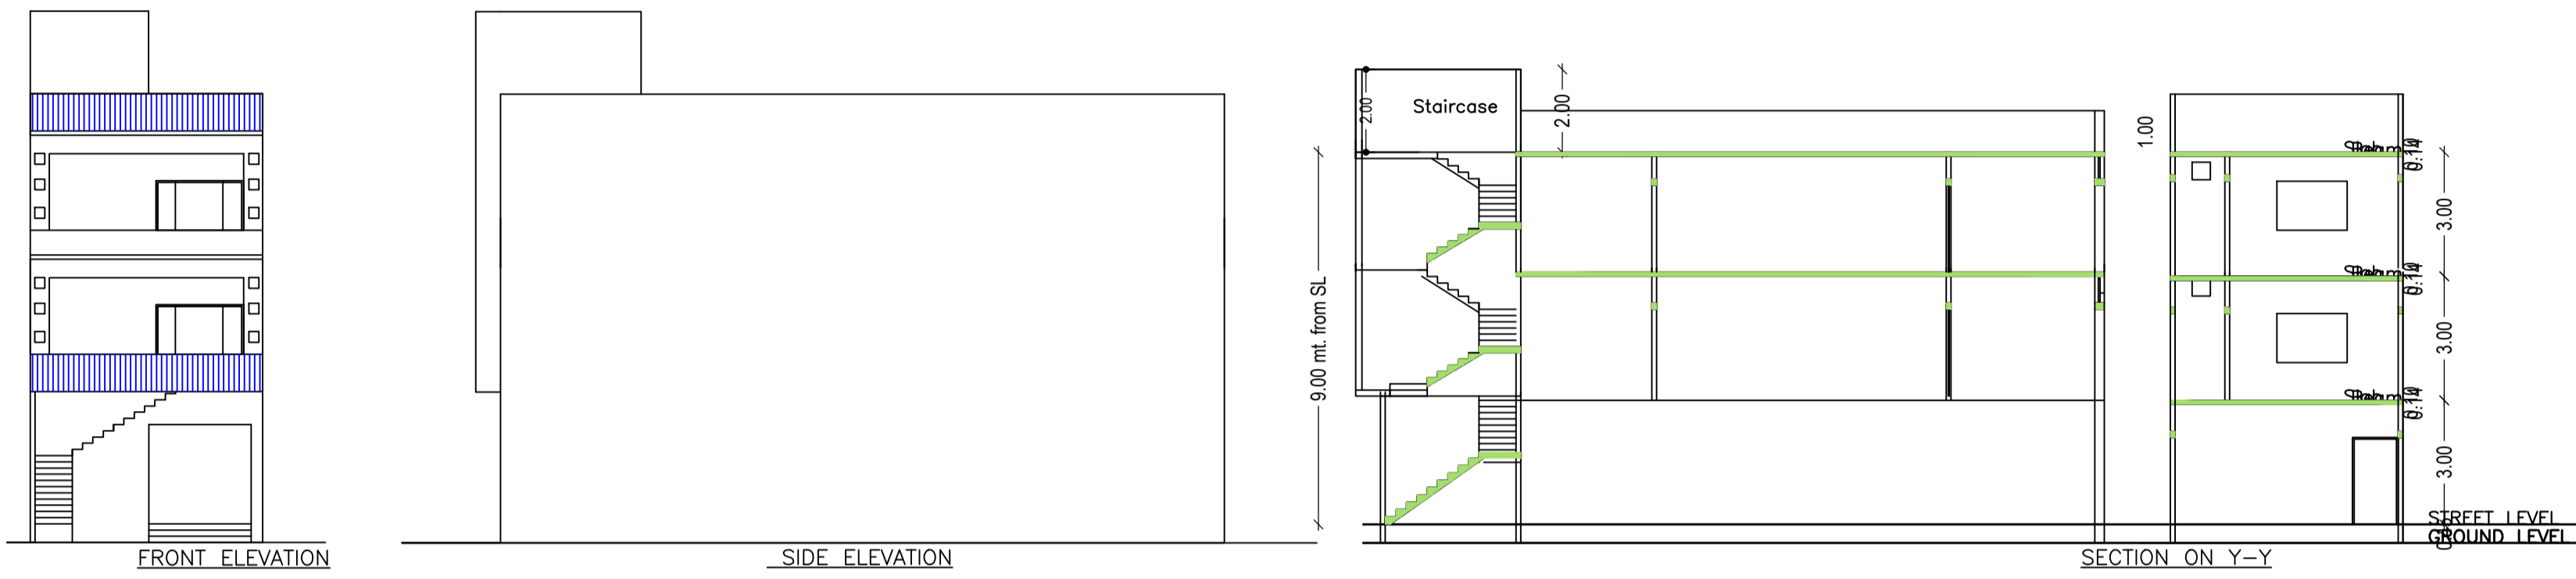 2.00
Staircase
2.00
1.00
9.00 mt. from SL
3.00
3.00
3.00
STREET LEVEL
GROUND LEVEL
FRONT ELEVATION
SIDE ELEVATION
SECTION ON Y-Y